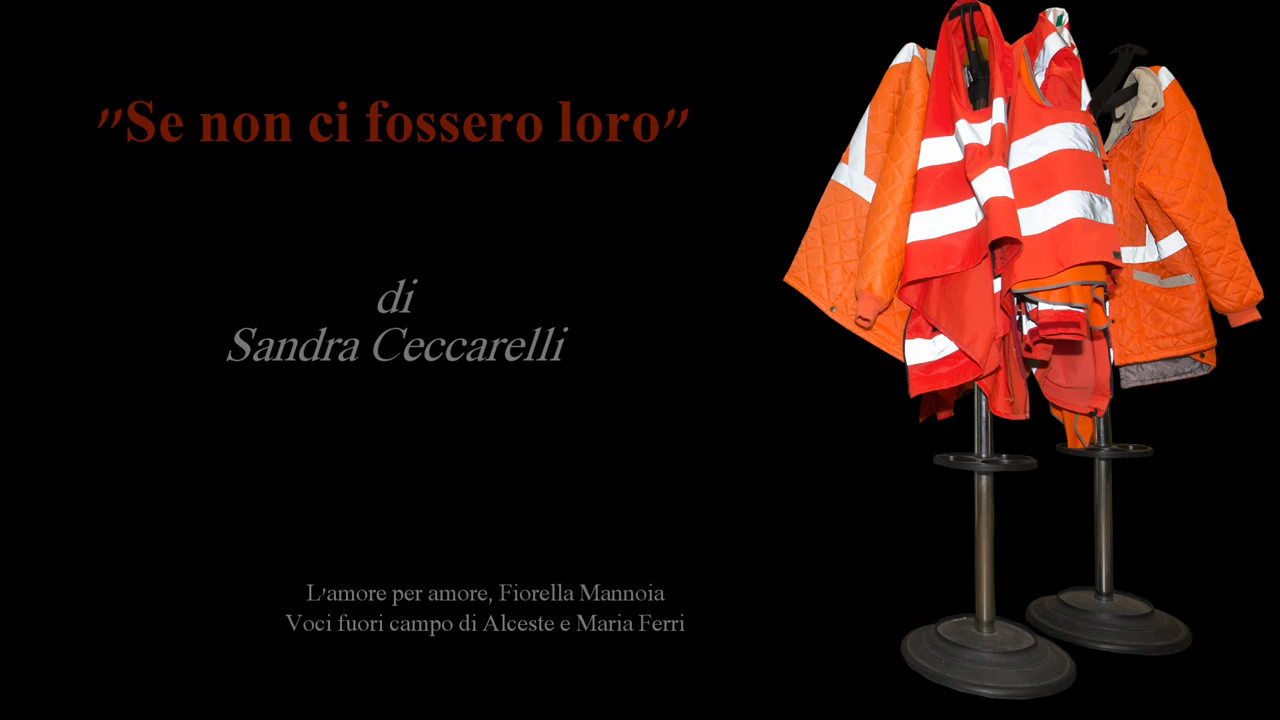 "Se non ci fossero loro"
di
Sandra Ceccarelli
L'amore per amore, Fiorella Mannoia
Voci fuori campo di Alceste e Maria Ferri